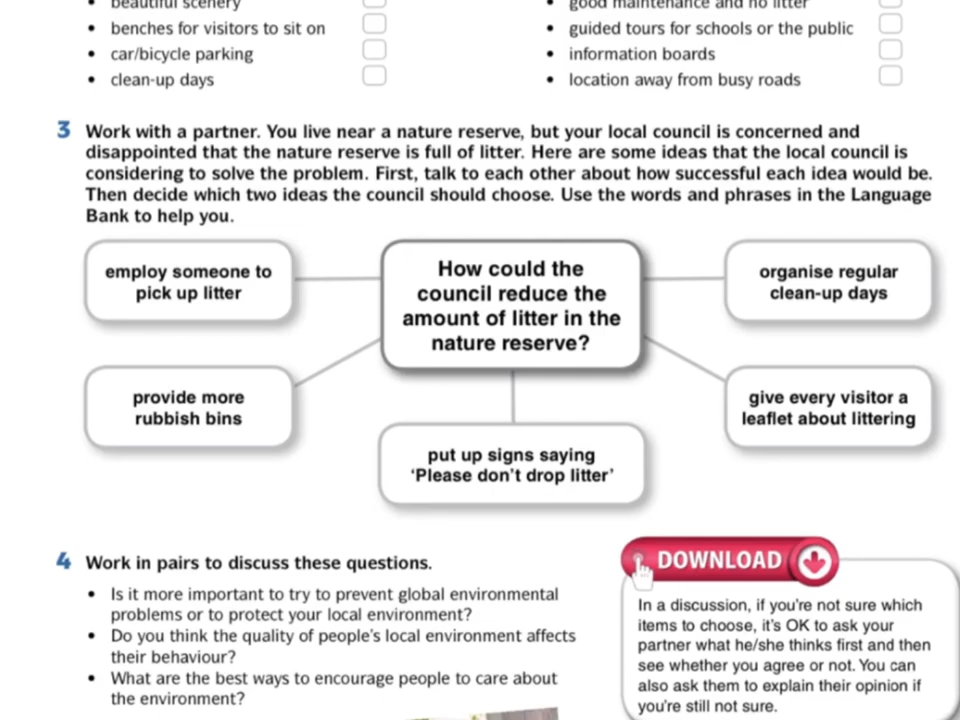 • beautiful scenery
• benches for visitors to sit on
• car/bicycle parking
• clean-up days
• good maintenance and no litter
• guided tours for schools or the public
• information boards
• location away from busy roads
3 Work with a partner. You live near a nature reserve, but your local council is concerned and
disappointed that the nature reserve is full of litter. Here are some ideas that the local council is
considering to solve the problem. First, talk to each other about how successful each idea would be.
Then decide which two ideas the council should choose. Use the words and phrases in the Language
Bank to help you.
employ someone to
pick up litter
How could the
council reduce the
amount of litter in the
nature reserve?
organise regular
clean-up days
provide more
rubbish bins
give every visitor a
leaflet about littering
put up signs saying
‘Please don’t drop litter’
4 Work in pairs to discuss these questions.
• Is it more important to try to prevent global environmental
problems or to protect your local environment?
• Do you think the quality of people’s local environment affects
their behaviour?
• What are the best ways to encourage people to care about
the environment?
DOWNLOAD
In a discussion, if you’re not sure which
items to choose, it’s OK to ask your
partner what he/she thinks first and then
see whether you agree or not. You can
also ask them to explain their opinion if
you’re still not sure.